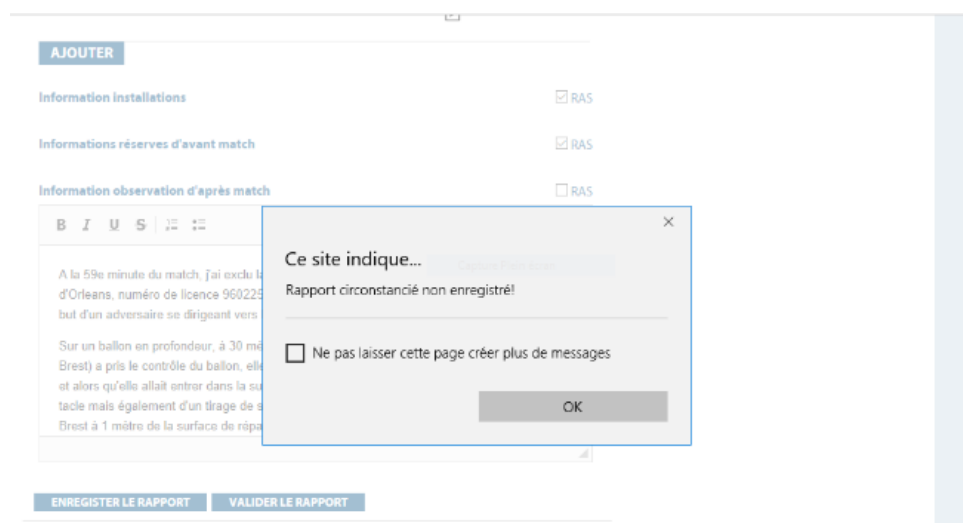 AJOUTER
Information installations
RAS
Informations réserves d'avant match
RAS
Information observation d'après match
RAS
B I U S
A la 59e minute du match, j'ai exclu la
d'Orleans, numéro de licence 960225
but d'un adversaire se dirigeant vers
Sur un ballon en profondeur, à 30 mè
Brest) a pris le contrôle du ballon, elle
et alors qu'elle allait entrer dans la su
tacle mais également d'un tirage de s
Brest à 1 mètre de la surface de répa
Ce site indique...
Rapport circonstancié non enregistré!
Ne pas laisser cette page créer plus de messages
OK
ENREGISTER LE RAPPORT
VALIDER LE RAPPORT